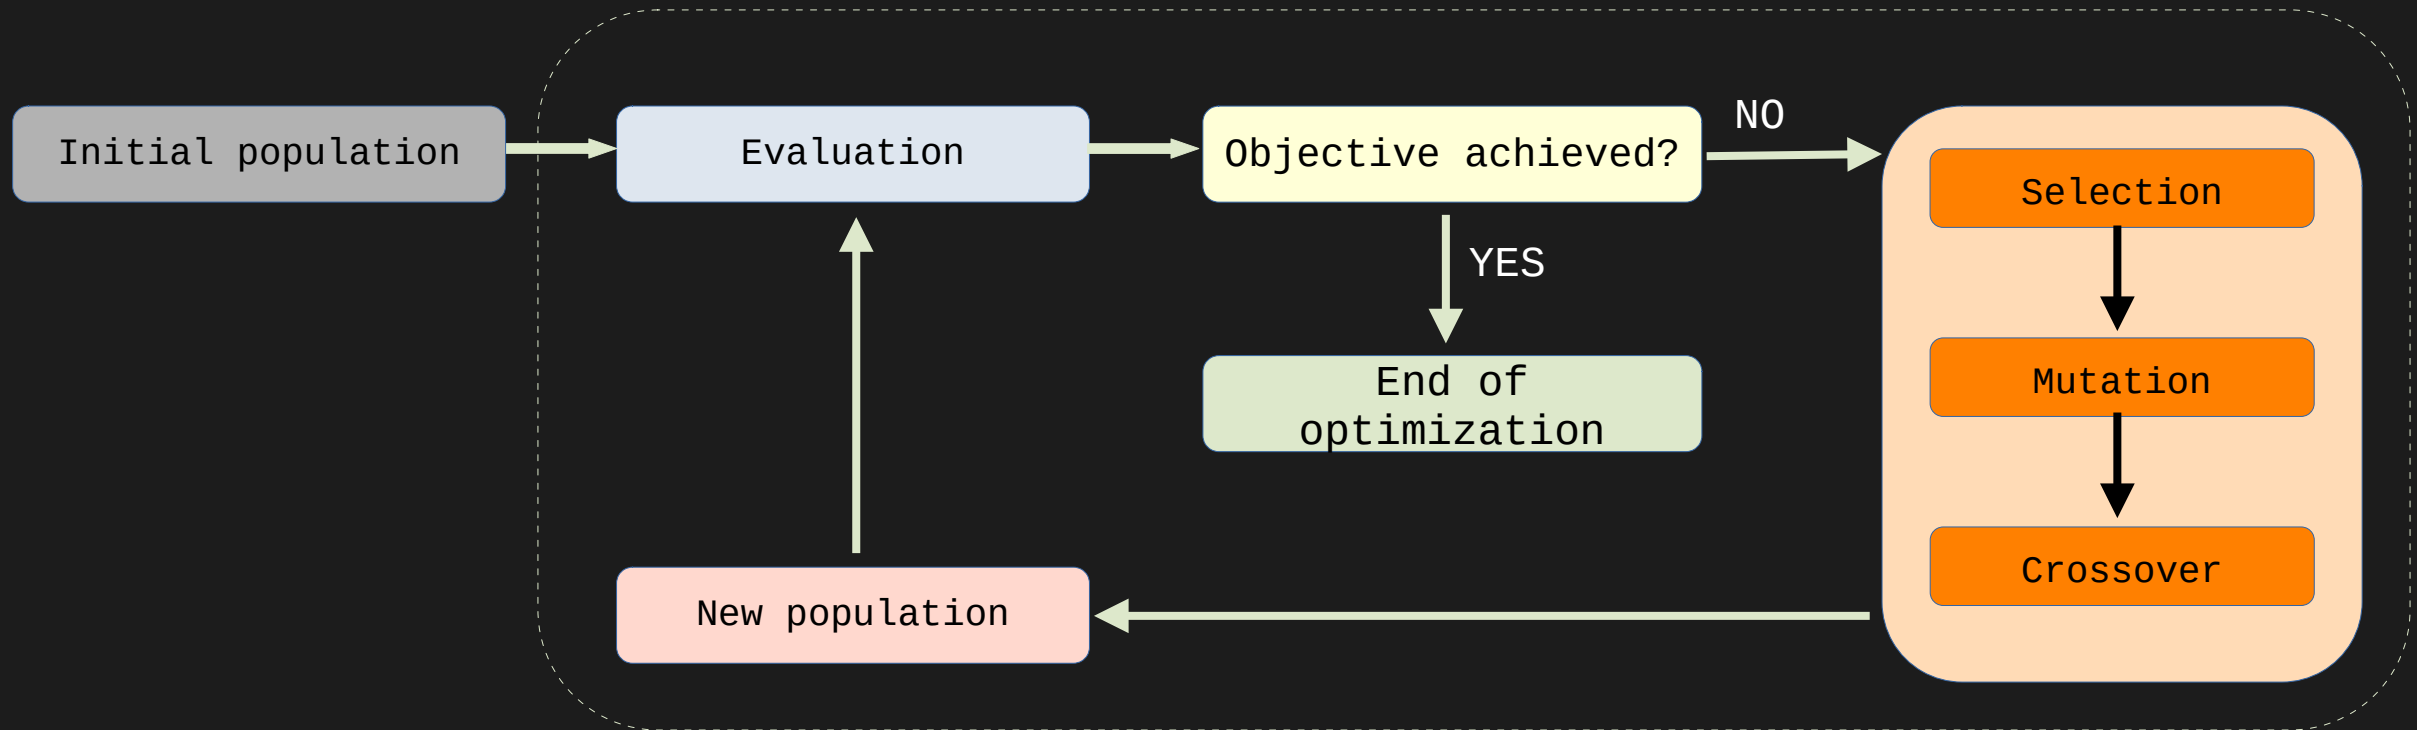 Initial population
Evaluation
Objective achieved?
NO
Selection
YES
Mutation
End of
optimization
Crossover
New population